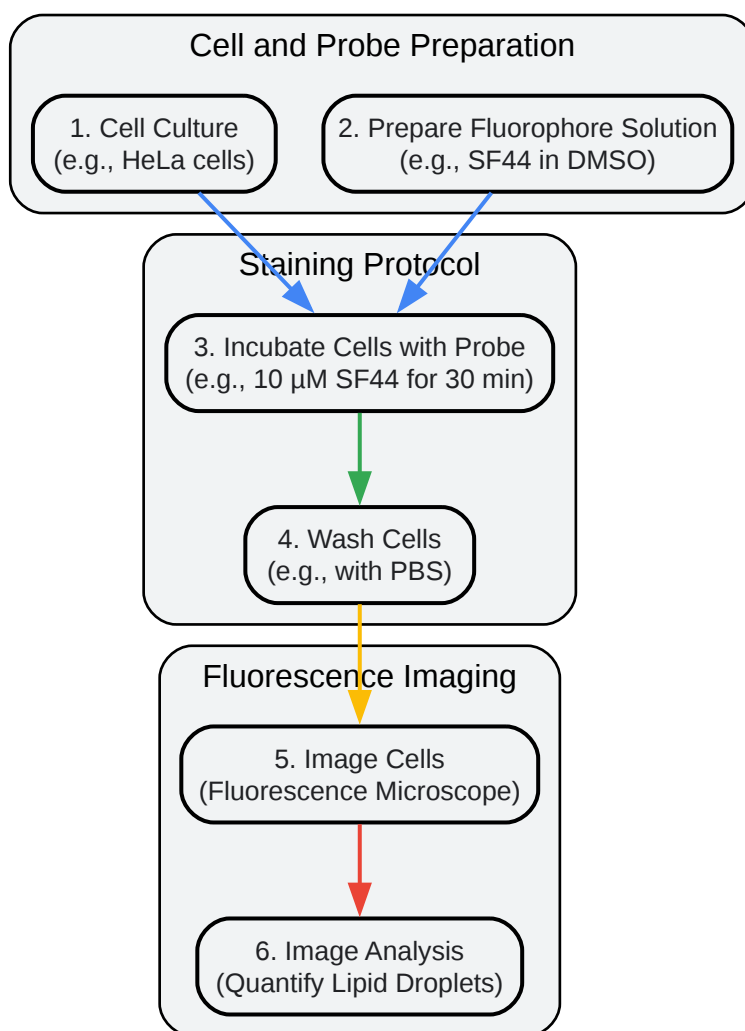 Cell and Probe Preparation
1. Cell Culture
(e.g., HeLa cells)
2. Prepare Fluorophore Solution
(e.g., SF44 in DMSO)
Staining Protocol
3. Incubate Cells with Probe
(e.g., 10 µM SF44 for 30 min)
4. Wash Cells
(e.g., with PBS)
Fluorescence Imaging
5. Image Cells
(Fluorescence Microscope)
6. Image Analysis
(Quantify Lipid Droplets)